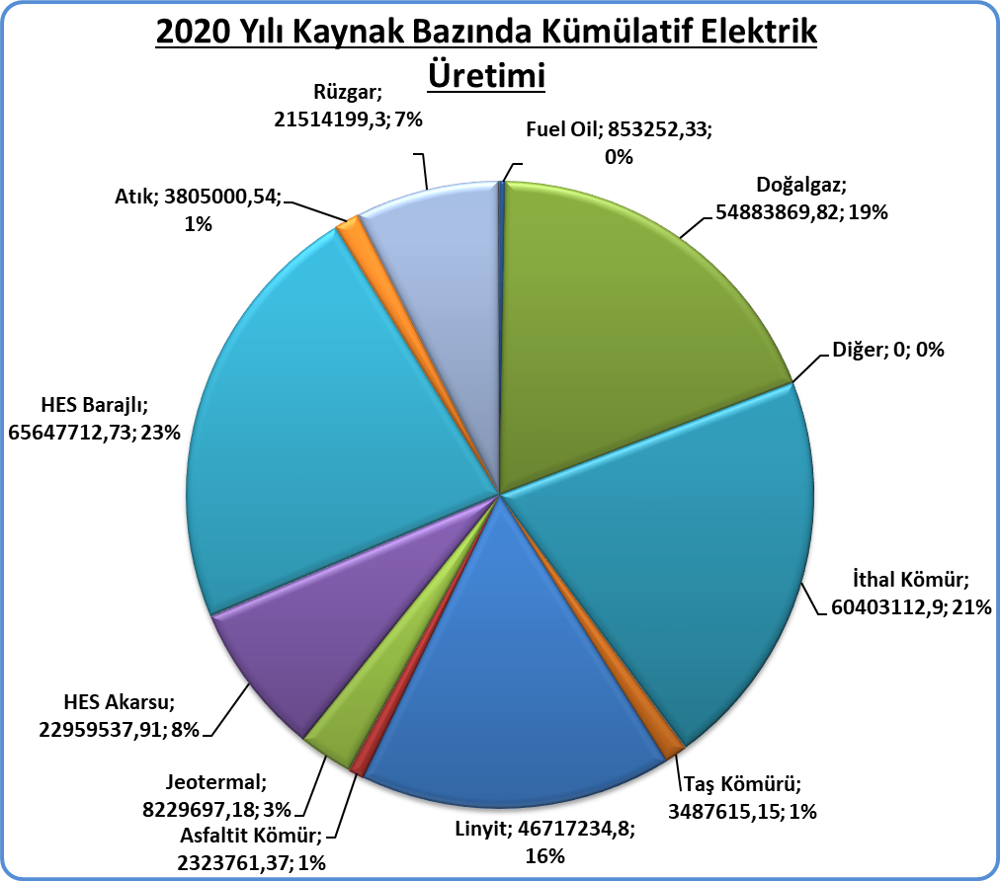 2020 Yılı Kaynak Bazında Kümülatif Elektrik
Üretimi
Rüzgar;
21514199,3; 7%
Fuel Oil; 853252,33;
0%
Doğalgaz;
54883869,82; 19%
Atık; 3805000,54;
1%
Diğer; 0; 0%
HES Barajlı;
65647712,73; 23%
İthal Kömür;
60403112,9; 21%
HES Akarsu;
22959537,91; 8%
Jeotermal;
8229697,18; 3%
Asfaltit Kömür;
2323761,37; 1%
Linyit; 46717234,8;
16%
Taş Kömürü;
3487615,15; 1%